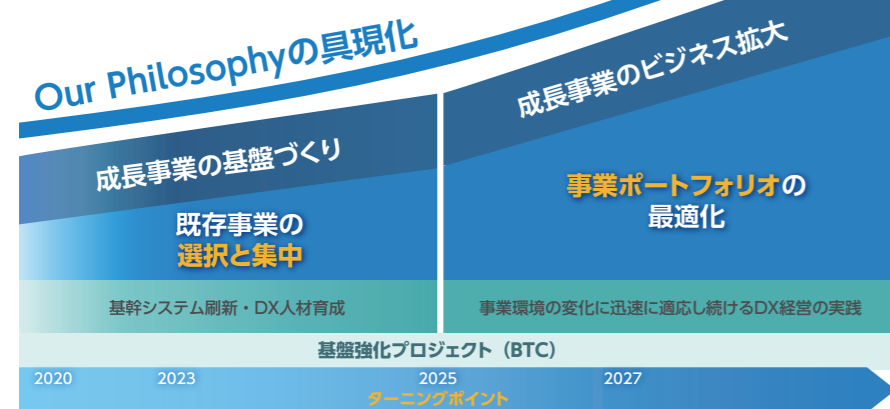 Our Philosophyの具現化
成長事業の基盤づくり
成長事業のビジネス拡大
既存事業の
選択と集中
事業ポートフォリオの
最適化
基幹システム刷新・DX人材育成
事業環境の変化に迅速に適応し続けるDX経営の実践
基盤強化プロジェクト（BTC）
2020 2023 2025 2027
ターニングポイント